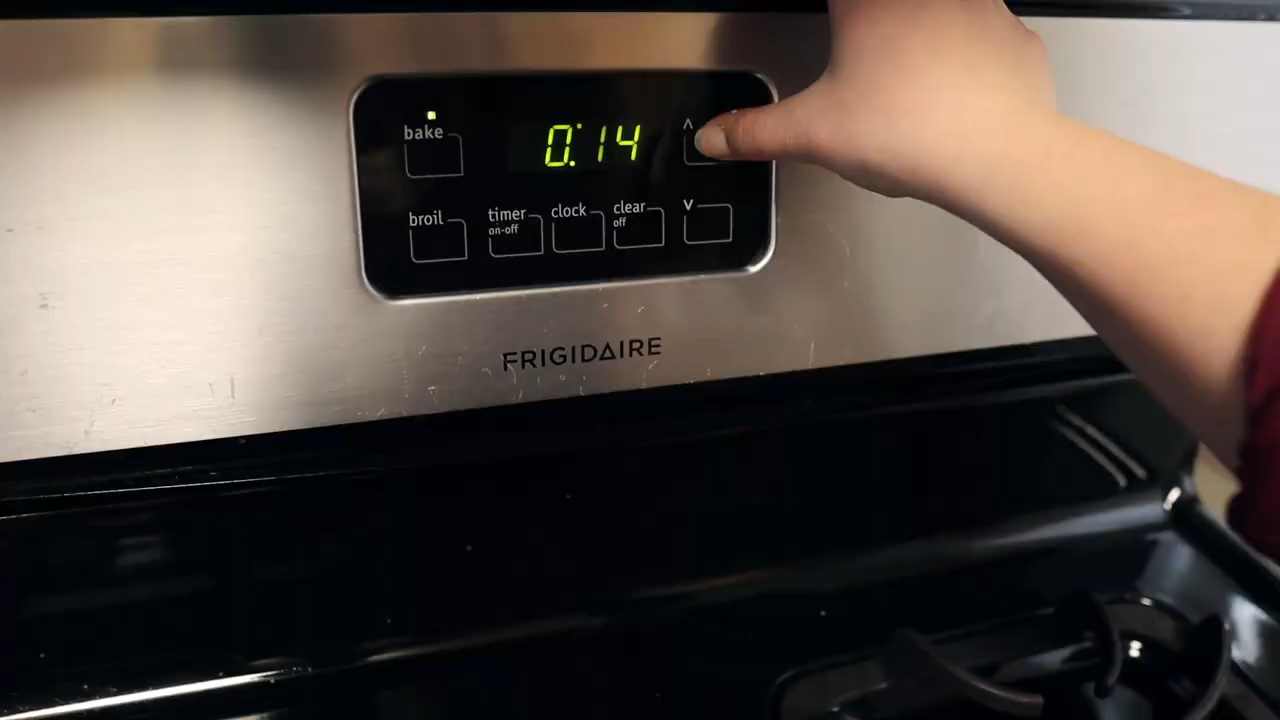 bake
0:14
^
broil
timer
on-off
clock
clear
off
v
FRIGIDAIRE